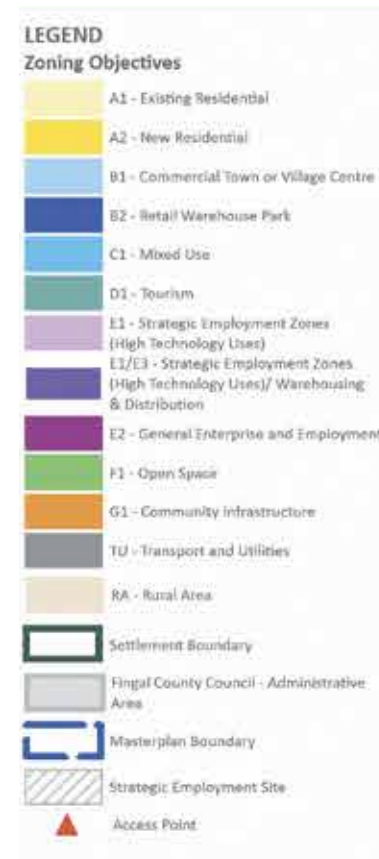 LEGEND
Zoning Objectives
A1 - Existing Residential
A2 - New Residential
B1 - Commercial Town or Village Centre
B2 - Retail Warehouse Park
C1 - Mixed Use
D1 - Tourism
E1 - Strategic Employment Zones
(High Technology Uses)
E1/E3 - Strategic Employment Zones
(High Technology Uses)/ Warehousing
& Distribution
E2 - General Enterprise and Employment
F1 - Open Space
G1 - Community Infrastructure
TU - Transport and Utilities
RA - Rural Area
Settlement Boundary
Fingal County Council - Administrative
Area
Masterplan Boundary
Strategic Employment Site
Access Point